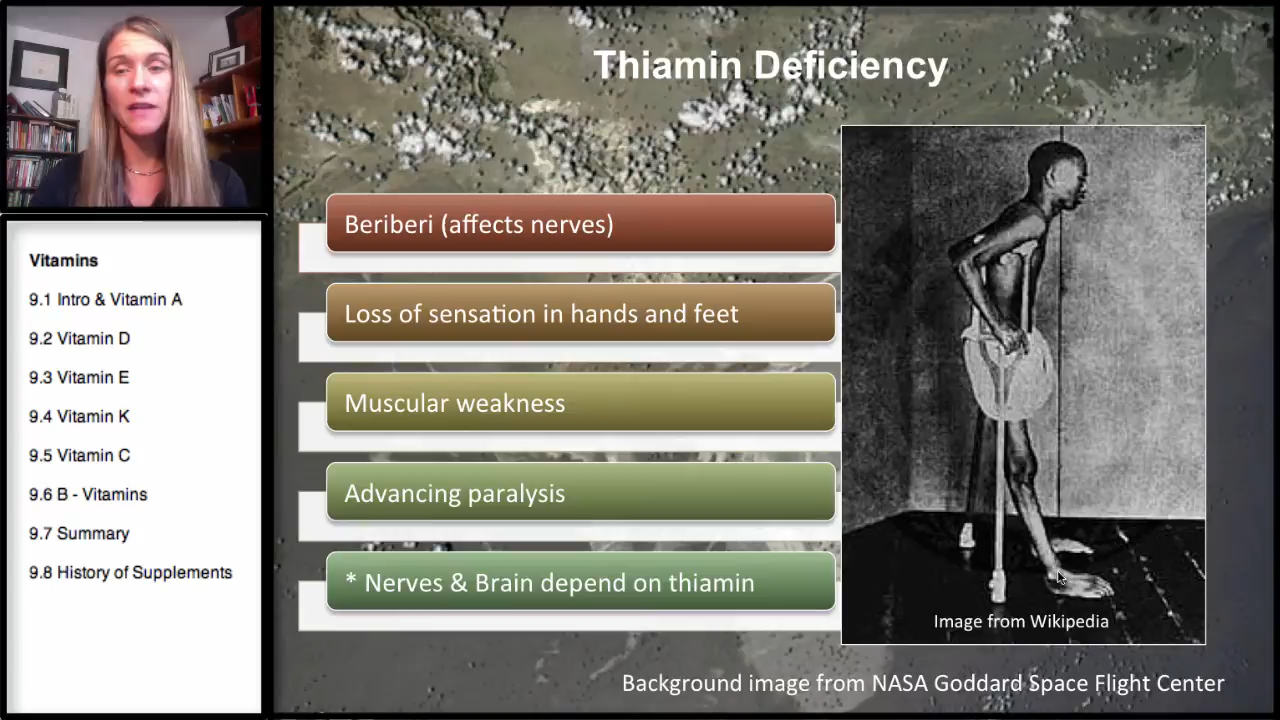 Thiamin Deficiency
Beriberi (affects nerves)
Loss of sensation in hands and feet
Muscular weakness
Advancing paralysis
* Nerves & Brain depend on thiamin
Image from Wikipedia
Background image from NASA Goddard Space Flight Center
Vitamins
9.1 Intro & Vitamin A
9.2 Vitamin D
9.3 Vitamin E
9.4 Vitamin K
9.5 Vitamin C
9.6 B - Vitamins
9.7 Summary
9.8 History of Supplements